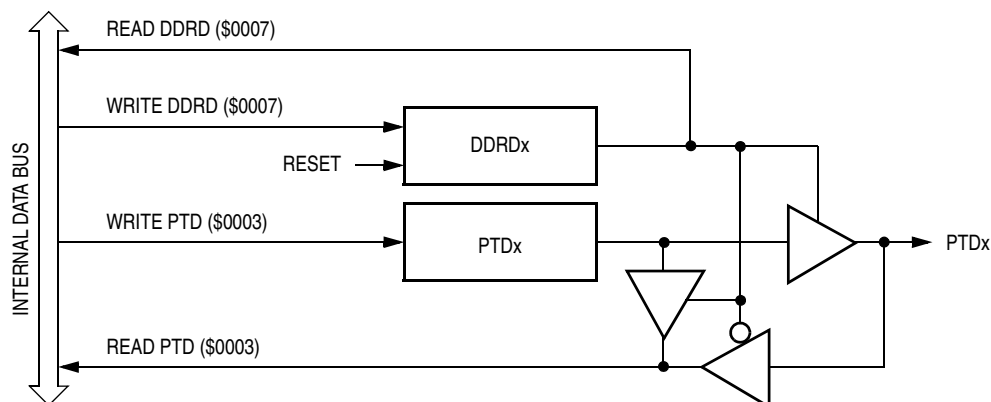 READ DDRD ($0007)
WRITE DDRD ($0007)
DDRDx
RESET
INTERNAL DATA BUS
WRITE PTD ($0003)
PTDx
PTDx
READ PTD ($0003)